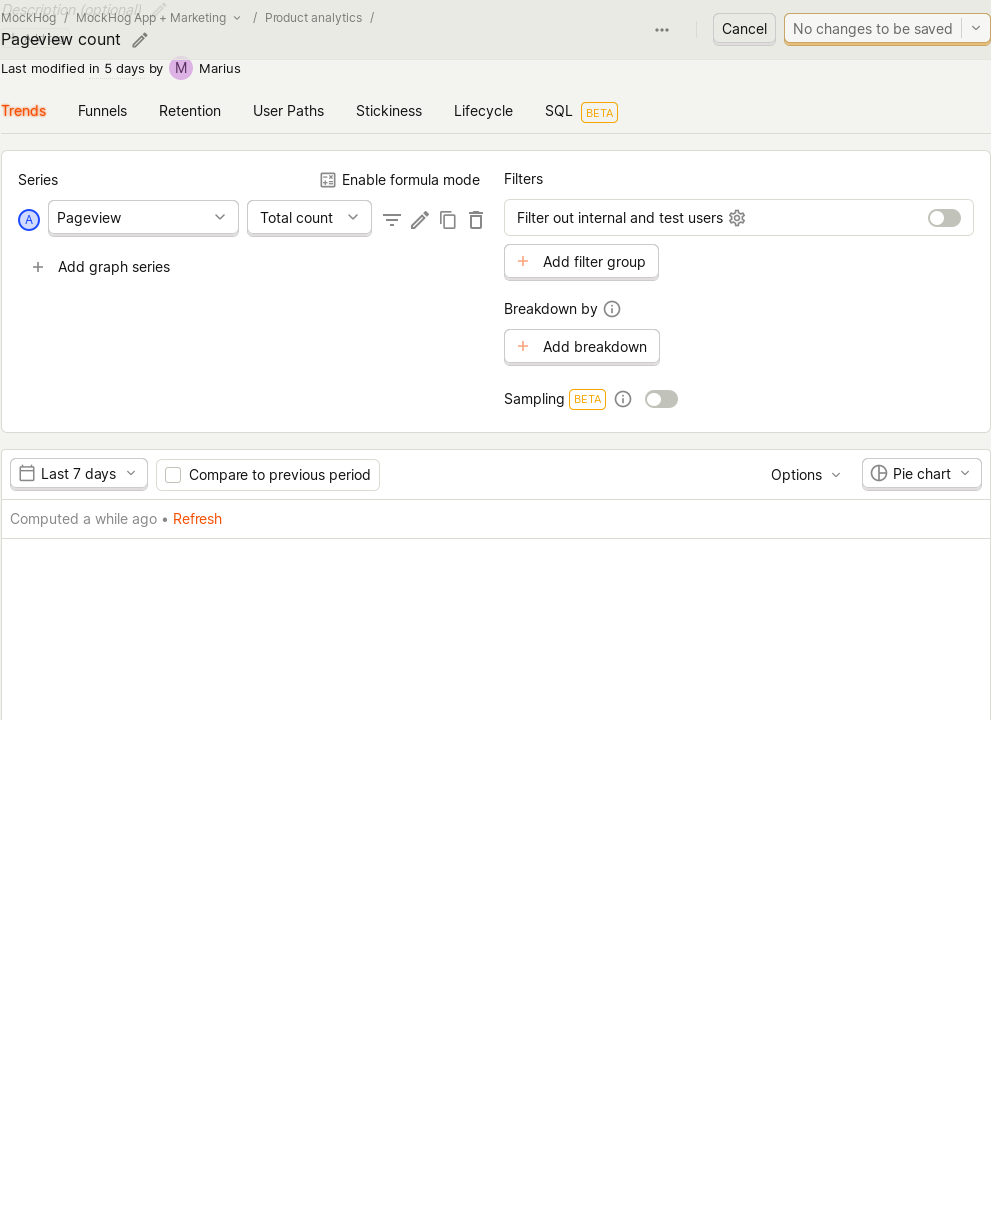 Description (optional)
MockHog / MockHog App + Marketing / Product analytics /
Pageview count
Cancel
No changes to be saved
Last modified in 5 days by M Marius
Trends Funnels Retention User Paths Stickiness Lifecycle SQL BETA
Series
Enable formula mode
A Pageview Total count
Add graph series
Filters
Filter out internal and test users
Add filter group
Breakdown by
Add breakdown
Sampling BETA
Last 7 days Compare to previous period Options Pie chart
Computed a while ago • Refresh